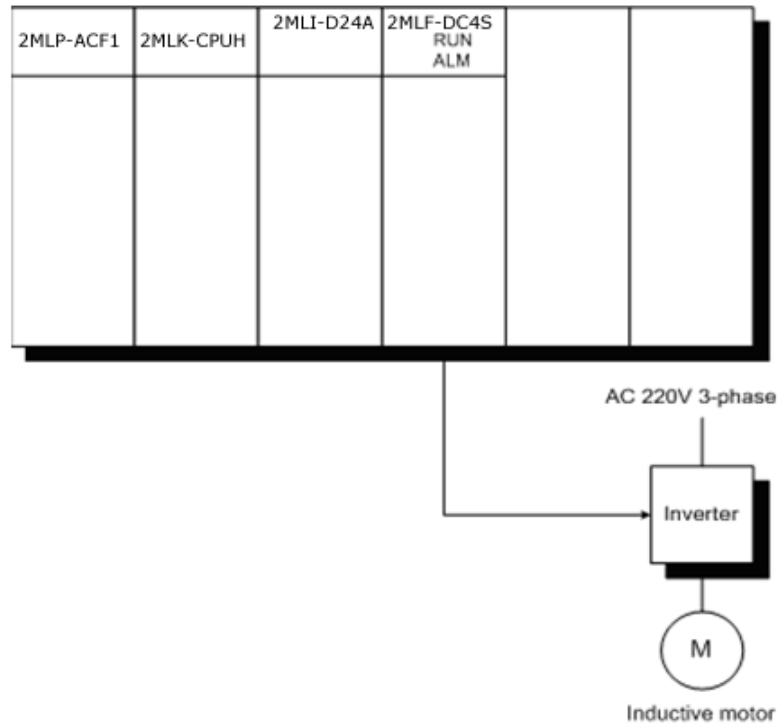 2MLP-ACF1
2MLK-CPUH
2MLI-D24A
2MLF-DC4S
RUN
ALM
AC 220V 3-phase
Inverter
M
Inductive motor